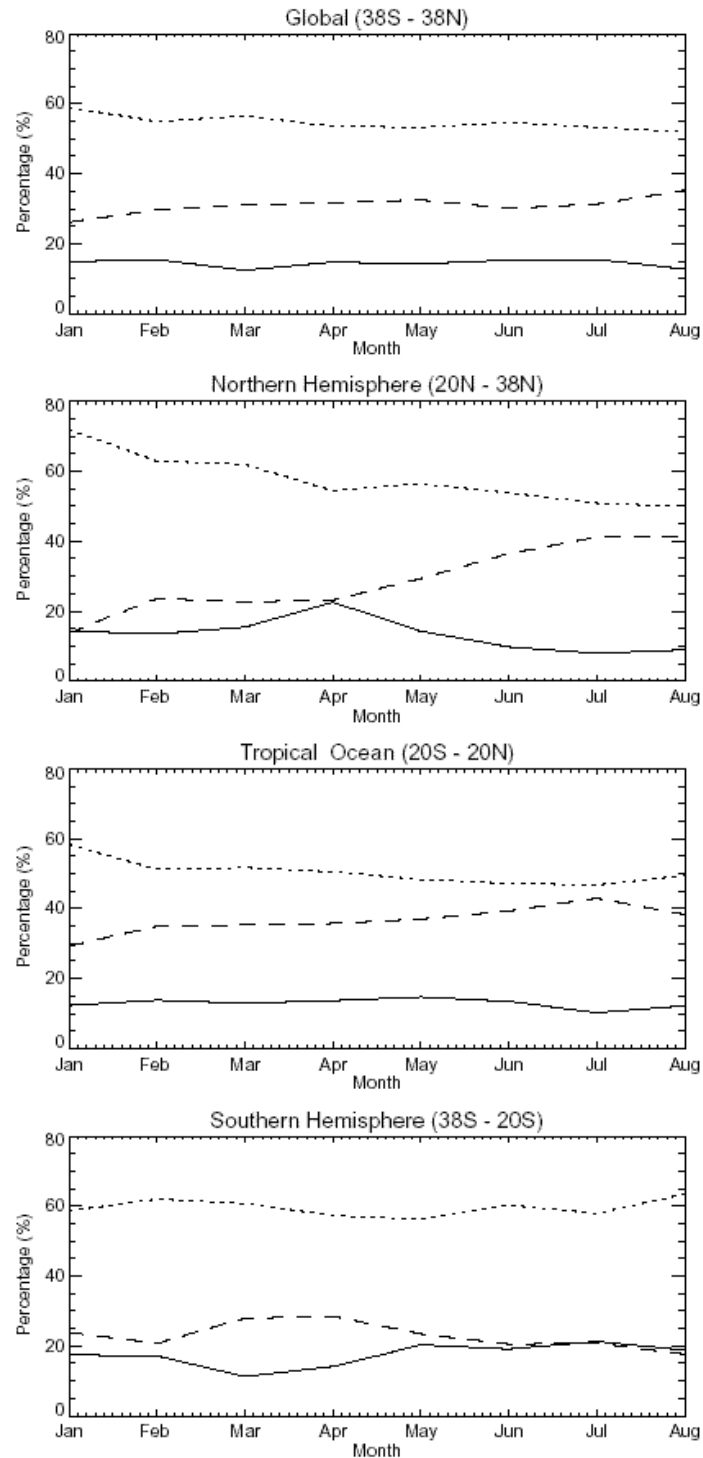 Global (38S - 38N)
80
60
40
20
0
Percentage (%)
Jan Feb Mar Apr May Jun Jul Aug
Month
Northern Hemisphere (20N - 38N)
80
60
40
20
0
Percentage (%)
Jan Feb Mar Apr May Jun Jul Aug
Month
Tropical Ocean (20S - 20N)
80
60
40
20
0
Percentage (%)
Jan Feb Mar Apr May Jun Jul Aug
Month
Southern Hemisphere (38S - 20S)
80
60
40
20
0
Percentage (%)
Jan Feb Mar Apr May Jun Jul Aug
Month